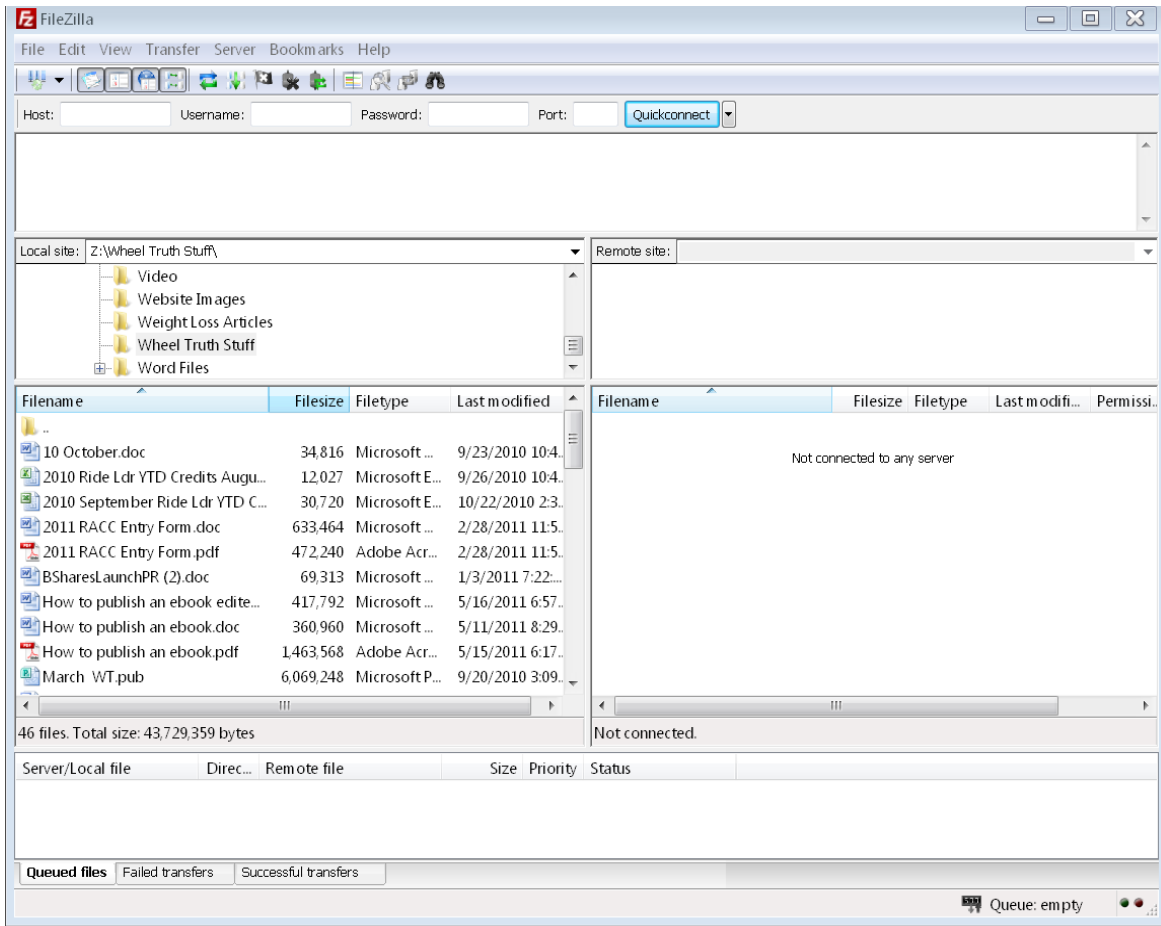 FileZilla
File Edit View Transfer Server Bookmarks Help
Host: Username: Password: Port: Quickconnect
Local site: Z:\Wheel Truth Stuff\ Remote site:
Video
Website Images
Weight Loss Articles
Wheel Truth Stuff
Word Files
Filename Filesize Filetype Last modified
..
10 October.doc 34,816 Microsoft ... 9/23/2010 10:4..
2010 Ride Ldr YTD Credits Augu... 12,027 Microsoft E... 9/26/2010 10:4..
2010 September Ride Ldr YTD C... 30,720 Microsoft E... 10/22/2010 2:3..
2011 RACC Entry Form.doc 633,464 Microsoft ... 2/28/2011 11:5..
2011 RACC Entry Form.pdf 472,240 Adobe Acr... 2/28/2011 11:5..
BSharesLaunchPR (2).doc 69,313 Microsoft ... 1/3/2011 7:22:...
How to publish an ebook edite... 417,792 Microsoft ... 5/16/2011 6:57..
How to publish an ebook.doc 360,960 Microsoft ... 5/11/2011 8:29..
How to publish an ebook.pdf 1,463,568 Adobe Acr... 5/15/2011 6:17..
March WT.pub 6,069,248 Microsoft P... 9/20/2010 3:09..
46 files. Total size: 43,729,359 bytes
Filename Filesize Filetype Last modifi... Permissi..
Not connected to any server
Not connected.
Server/Local file Direc... Remote file Size Priority Status
Queued files Failed transfers Successful transfers
Queue: empty